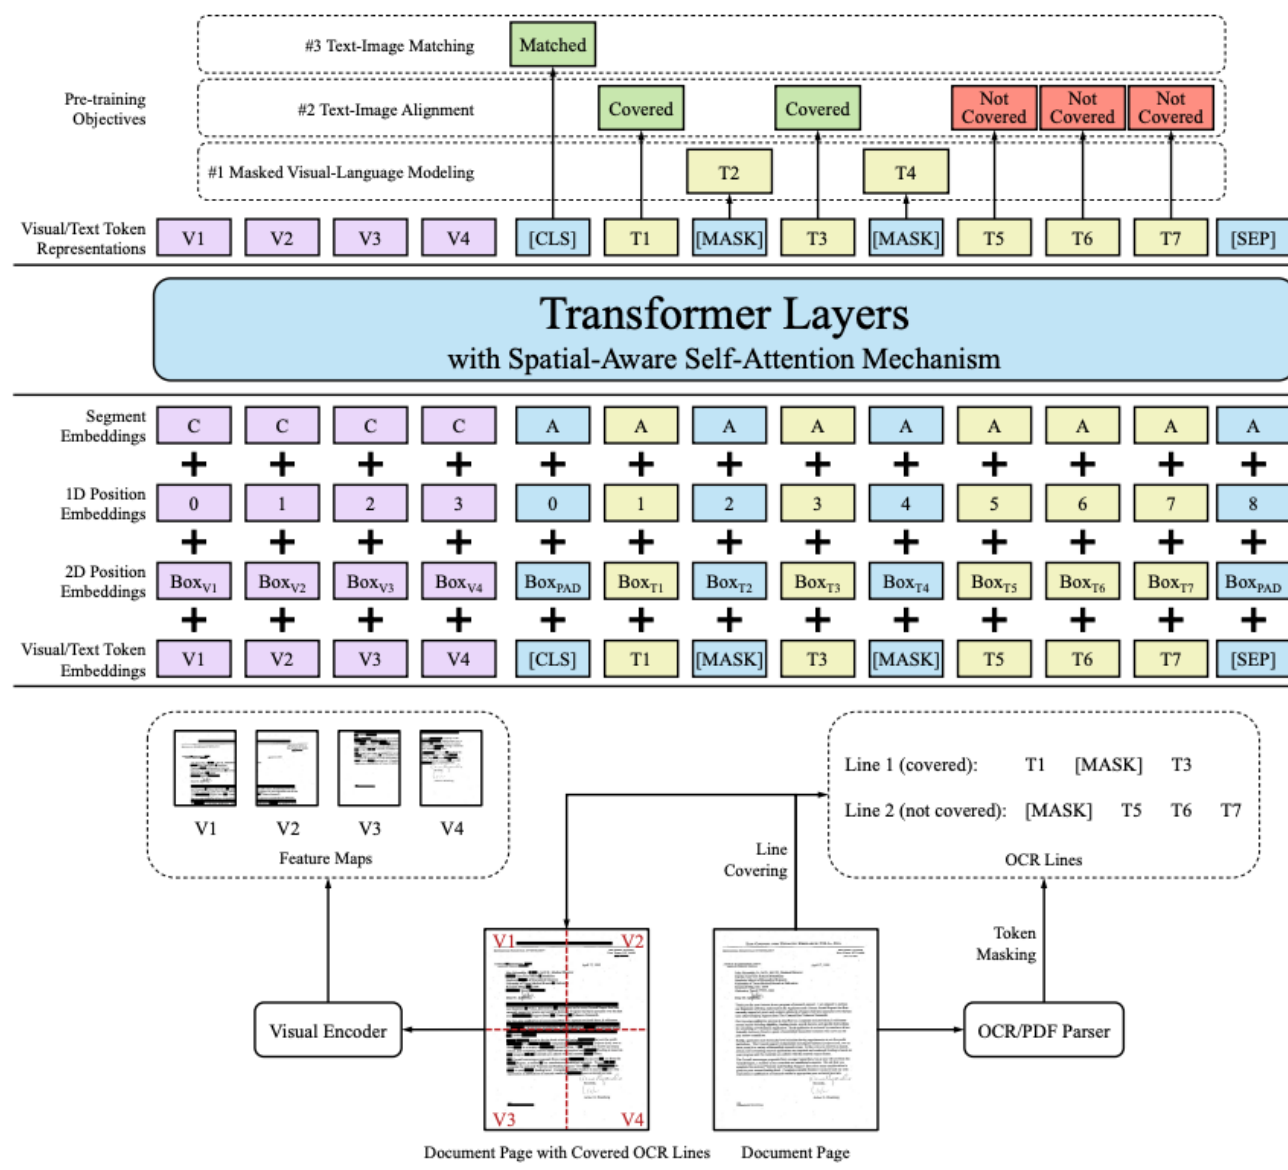 #3 Text-Image Matching Matched
Pre-training Objectives
#2 Text-Image Alignment Covered Covered Not Covered Not Covered Not Covered
#1 Masked Visual-Language Modeling T2 T4
Visual/Text Token Representations V1 V2 V3 V4 [CLS] T1 [MASK] T3 [MASK] T5 T6 T7 [SEP]
Transformer Layers
with Spatial-Aware Self-Attention Mechanism
Segment Embeddings C C C C A A A A A A A A A
+ + + + + + + + + + + + +
1D Position Embeddings 0 1 2 3 0 1 2 3 4 5 6 7 8
+ + + + + + + + + + + + +
2D Position Embeddings BoxV1 BoxV2 BoxV3 BoxV4 BoxPAD BoxT1 BoxT2 BoxT3 BoxT4 BoxT5 BoxT6 BoxT7 BoxPAD
+ + + + + + + + + + + + +
Visual/Text Token Embeddings V1 V2 V3 V4 [CLS] T1 [MASK] T3 [MASK] T5 T6 T7 [SEP]
V1 V2 V3 V4
Feature Maps
Line 1 (covered): T1 [MASK] T3
Line 2 (not covered): [MASK] T5 T6 T7
OCR Lines
Line Covering
Token Masking
V1 V2
V3 V4
Visual Encoder
OCR/PDF Parser
Document Page with Covered OCR Lines
Document Page